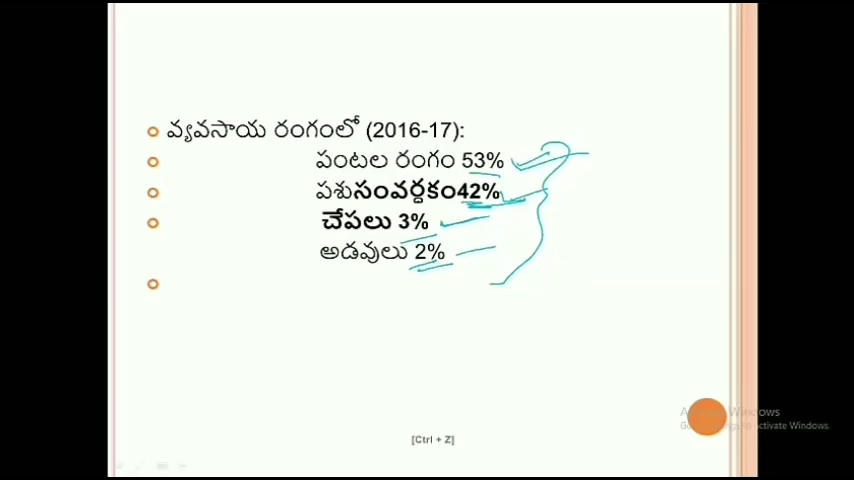 వ్యవసాయ రంగంలో (2016-17):
పంటల రంగం 53%
పశుసంవర్ధకం42%
చేపలు 3%
అడవులు 2%
[Ctrl + Z]